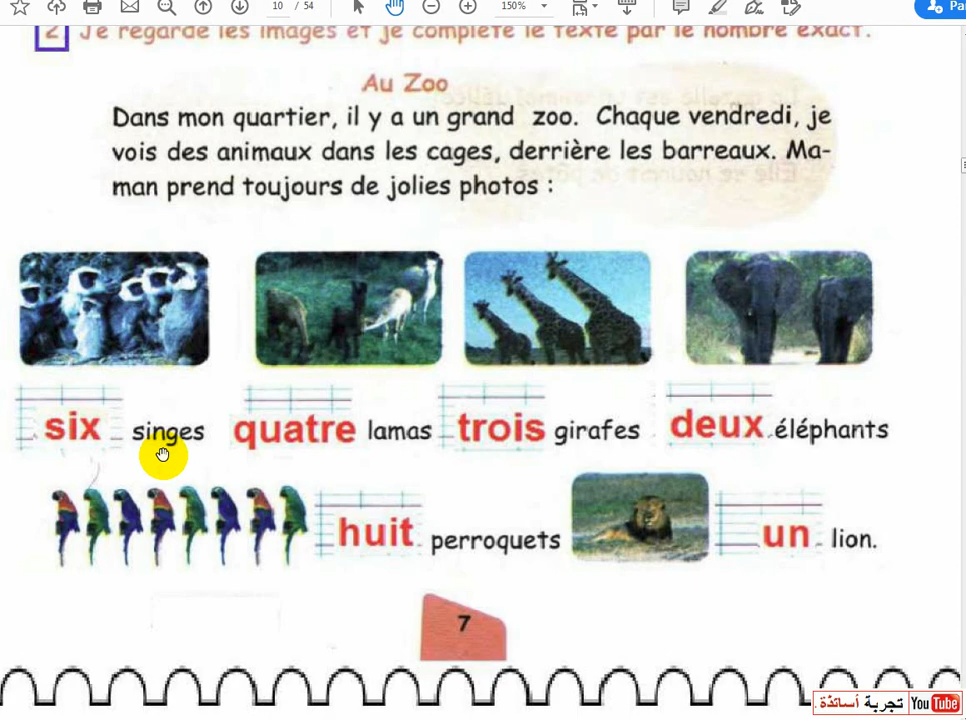 10 / 54
150%
Pa
2 Je regarde les images et je complète le texte par le nombre exact.
Au Zoo
Dans mon quartier, il y a un grand zoo. Chaque vendredi, je
vois des animaux dans les cages, derrière les barreaux. Ma-
man prend toujours de jolies photos :
six singes quatre lamas trois girafes deux éléphants
huit perroquets un lion.
7
تجربة أساتذة. YouTube